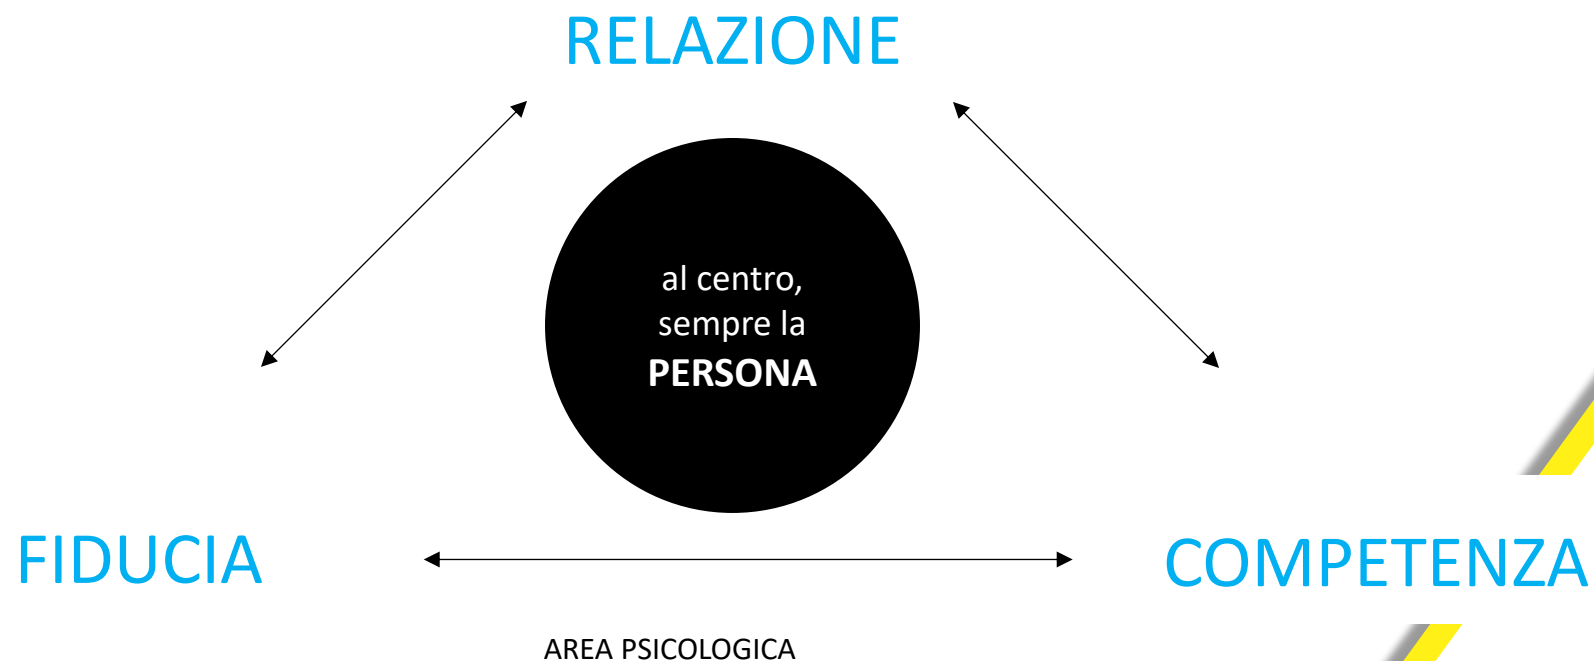 RELAZIONE
al centro,
sempre la
PERSONA
FIDUCIA
COMPETENZA
AREA PSICOLOGICA